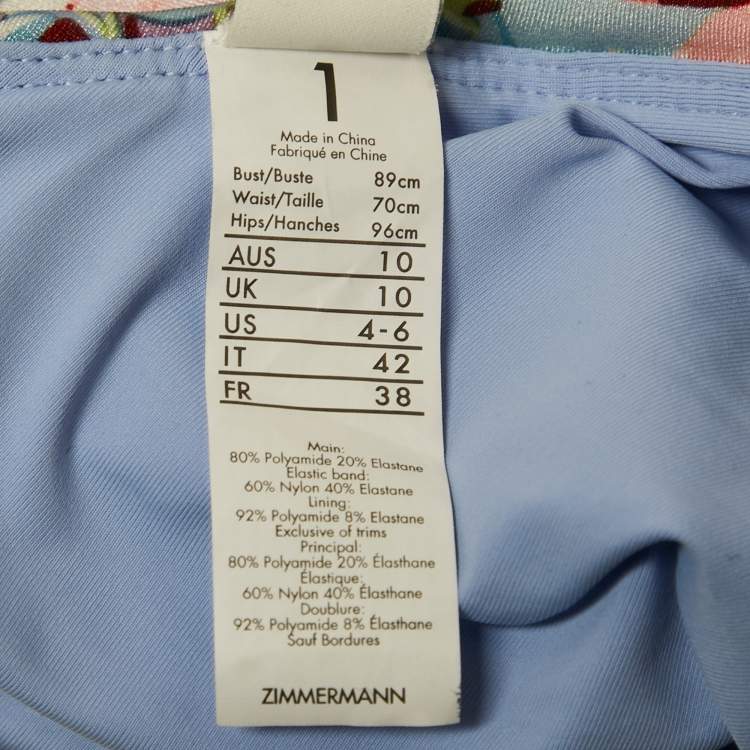 1
Made in China
Fabriqué en Chine
Bust/Buste 89cm
Waist/Taille 70cm
Hips/Hanches 96cm
AUS 10
UK 10
US 4-6
IT 42
FR 38
Main:
80% Polyamide 20% Elastane
Elastic band:
60% Nylon 40% Elastane
Lining:
92% Polyamide 8% Elastane
Exclusive of trims
Principal:
80% Polyamide 20% Élasthane
Élastique:
60% Nylon 40% Élasthane
Doublure:
92% Polyamide 8% Élasthane
Sauf Bordures
ZIMMERMANN